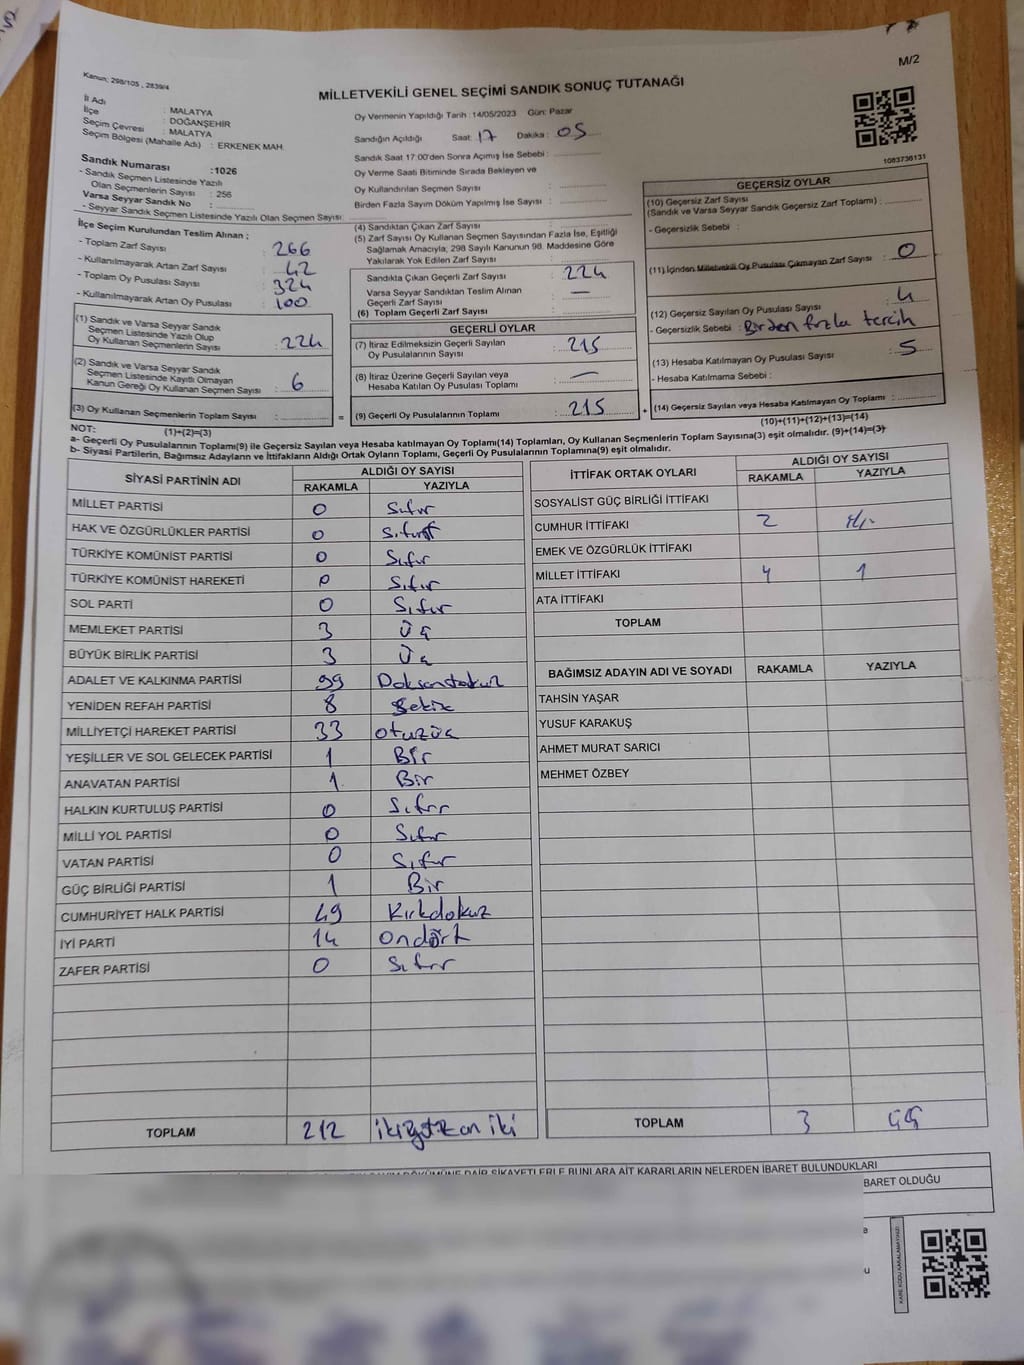 M/2
Kanun: 298/105 , 2839/4
MİLLETVEKİLİ GENEL SEÇİMİ SANDIK SONUÇ TUTANAĞI
İl Adı : MALATYA
İlçe : DOĞANŞEHİR
Seçim Çevresi : MALATYA
Seçim Bölgesi (Mahalle Adı) : ERKENEK MAH.
Oy Vermenin Yapıldığı Tarih :14/05/2023 Gün: Pazar
Sandığın Açıldığı Saat: 17 Dakika : 05
Sandık Saat 17:00'den Sonra Açımış İse Sebebi :
Oy Verme Saati Bitiminde Sırada Bekleyen ve
Oy Kullandırılan Seçmen Sayısı :
Birden Fazla Sayım Döküm Yapılmış İse Sayısı :
1083736131
Sandık Numarası :1026
- Sandık Seçmen Listesinde Yazılı
Olan Seçmenlerin Sayısı : 256
Varsa Seyyar Sandık No :
- Seyyar Sandık Seçmen Listesinde Yazılı Olan Seçmen Sayısı:
İlçe Seçim Kurulundan Teslim Alınan ;
- Toplam Zarf Sayısı : 266
- Kullanılmayarak Artan Zarf Sayısı : 42
- Toplam Oy Pusulası Sayısı : 324
- Kullanılmayarak Artan Oy Pusulası : 100
(1) Sandık ve Varsa Seyyar Sandık
Seçmen Listesinde Yazılı Olup
Oy Kullanan Seçmenlerin Sayısı : 224
(2) Sandık ve Varsa Seyyar Sandık
Seçmen Listesinde Kayıtlı Olmayan
Kanun Gereği Oy Kullanan Seçmen Sayısı : 6
(3) Oy Kullanan Seçmenlerin Toplam Sayısı :
(1)+(2)=(3)
(4) Sandıktan Çıkan Zarf Sayısı :
(5) Zarf Sayısı Oy Kullanan Seçmen Sayısından Fazla İse, Eşitliği
Sağlamak Amacıyla, 298 Sayılı Kanunun 98. Maddesine Göre
Yakılarak Yok Edilen Zarf Sayısı :
Sandıkta Çıkan Geçerli Zarf Sayısı : 224
Varsa Seyyar Sandıktan Teslim Alınan
Geçerli Zarf Sayısı : —
(6) Toplam Geçerli Zarf Sayısı :
GEÇERLİ OYLAR
(7) İtiraz Edilmeksizin Geçerli Sayılan
Oy Pusulalarının Sayısı : 215
(8) İtiraz Üzerine Geçerli Sayılan veya
Hesaba Katılan Oy Pusulası Toplamı : —
= (9) Geçerli Oy Pusulalarının Toplamı : 215
GEÇERSİZ OYLAR
(10) Geçersiz Zarf Sayısı
(Sandık ve Varsa Seyyar Sandık Geçersiz Zarf Toplamı) :
- Geçersizlik Sebebi :
(11) İçinden Milletvekili Oy Pusulası Çıkmayan Zarf Sayısı : 0
(12) Geçersiz Sayılan Oy Pusulası Sayısı : 4
- Geçersizlik Sebebi : Birden fazla tercih
(13) Hesaba Katılmayan Oy Pusulası Sayısı : 5
- Hesaba Katılmama Sebebi :
+ (14) Geçersiz Sayılan veya Hesaba Katılmayan Oy Toplamı :
(10)+(11)+(12)+(13)=(14)
NOT:
a- Geçerli Oy Pusulalarının Toplamı(9) ile Geçersiz Sayılan veya Hesaba katılmayan Oy Toplamı(14) Toplamları, Oy Kullanan Seçmenlerin Toplam Sayısına(3) eşit olmalıdır. (9)+(14)=(3)
b- Siyasi Partilerin, Bağımsız Adayların ve İttifakların Aldığı Ortak Oyların Toplamı, Geçerli Oy Pusulalarının Toplamına(9) eşit olmalıdır.
SİYASİ PARTİNİN ADI ALDIĞI OY SAYISI
RAKAMLA YAZIYLA
MİLLET PARTİSİ 0 Sıfır
HAK VE ÖZGÜRLÜKLER PARTİSİ 0 Sıfır
TÜRKİYE KOMÜNİST PARTİSİ 0 Sıfır
TÜRKİYE KOMÜNİST HAREKETİ 0 Sıfır
SOL PARTİ 0 Sıfır
MEMLEKET PARTİSİ 3 Üç
BÜYÜK BİRLİK PARTİSİ 3 Üç
ADALET VE KALKINMA PARTİSİ 99 Doksandokuz
YENİDEN REFAH PARTİSİ 8 Sekiz
MİLLİYETÇİ HAREKET PARTİSİ 33 otuzüç
YEŞİLLER VE SOL GELECEK PARTİSİ 1 Bir
ANAVATAN PARTİSİ 1 Bir
HALKIN KURTULUŞ PARTİSİ 0 Sıfır
MİLLİ YOL PARTİSİ 0 Sıfır
VATAN PARTİSİ 0 Sıfır
GÜÇ BİRLİĞİ PARTİSİ 1 Bir
CUMHURİYET HALK PARTİSİ 49 Kırkdokuz
İYİ PARTİ 14 ondört
ZAFER PARTİSİ 0 Sıfır
TOPLAM 212 ikiyüzon iki
İTTİFAK ORTAK OYLARI ALDIĞI OY SAYISI
RAKAMLA YAZIYLA
SOSYALİST GÜÇ BİRLİĞİ İTTİFAKI
CUMHUR İTTİFAKI 2
EMEK VE ÖZGÜRLÜK İTTİFAKI
MİLLET İTTİFAKI 4 1
ATA İTTİFAKI
TOPLAM
BAĞIMSIZ ADAYIN ADI VE SOYADI RAKAMLA YAZIYLA
TAHSİN YAŞAR
YUSUF KARAKUŞ
AHMET MURAT SARICI
MEHMET ÖZBEY
TOPLAM 3 üç
DÖKÜMÜNE DAİR ŞİKAYETLERLE BUNLARA AİT KARARLARIN NELERDEN İBARET BULUNDUKLARI
BARET OLDUĞU